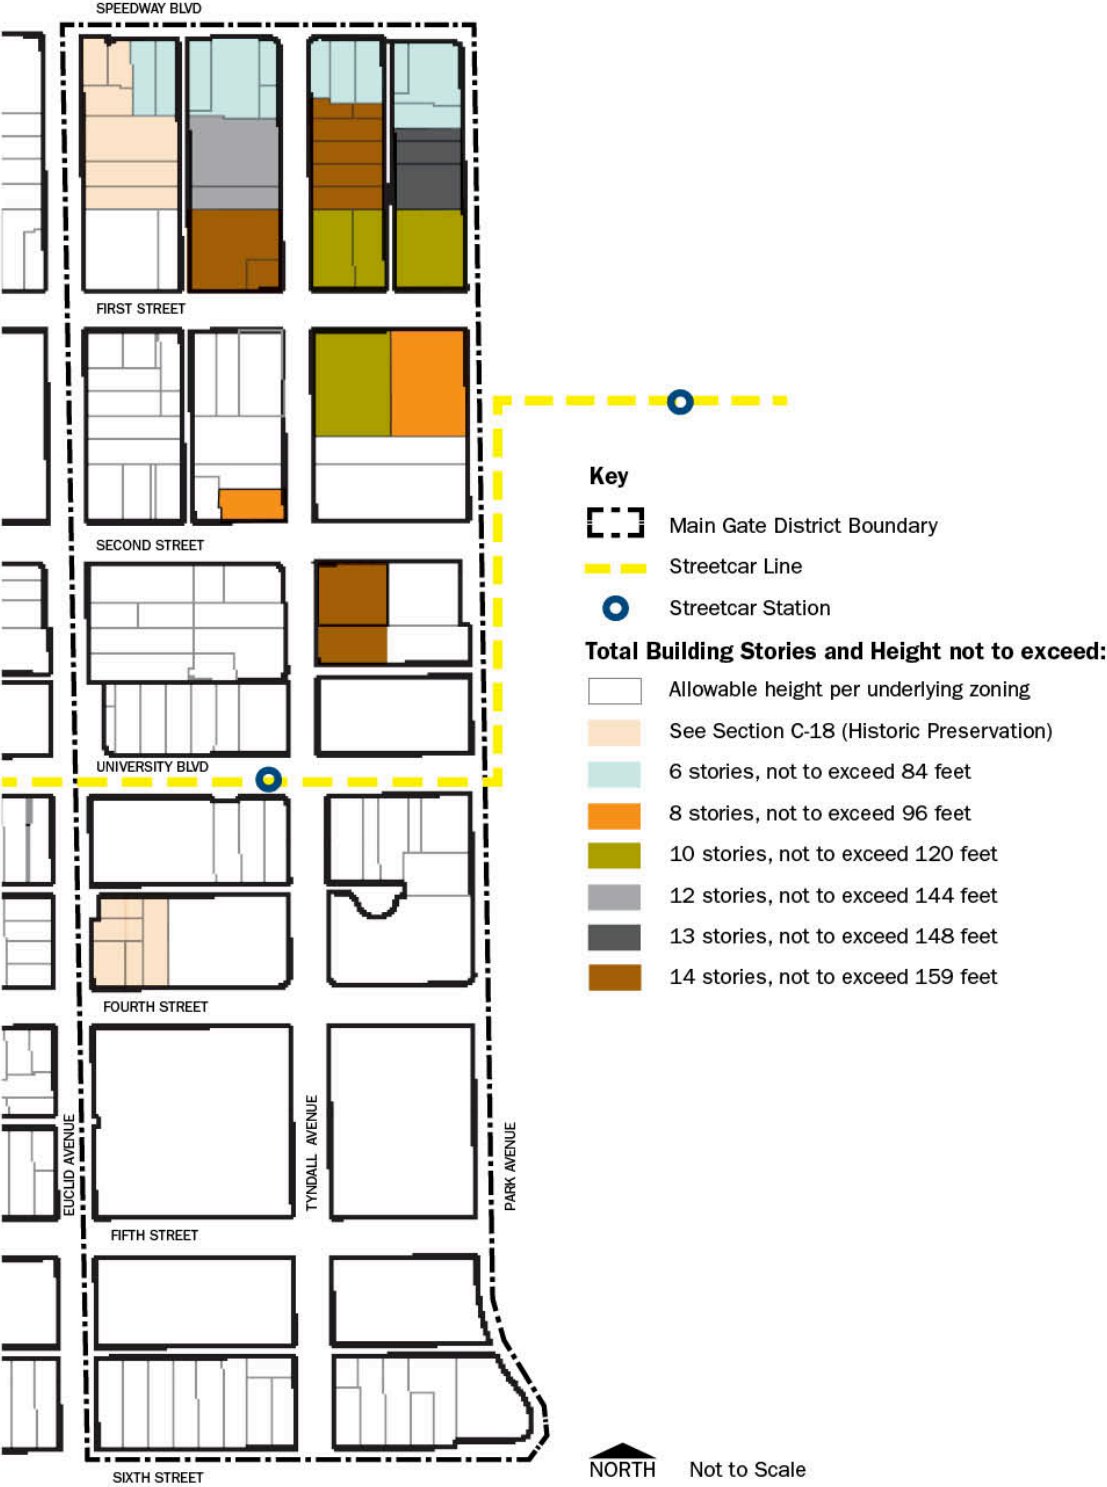 SPEEDWAY BLVD
FIRST STREET
SECOND STREET
UNIVERSITY BLVD
FOURTH STREET
EUCLID AVENUE
TYNDALL AVENUE
PARK AVENUE
FIFTH STREET
SIXTH STREET
Key
Main Gate District Boundary
Streetcar Line
Streetcar Station
Total Building Stories and Height not to exceed:
Allowable height per underlying zoning
See Section C-18 (Historic Preservation)
6 stories, not to exceed 84 feet
8 stories, not to exceed 96 feet
10 stories, not to exceed 120 feet
12 stories, not to exceed 144 feet
13 stories, not to exceed 148 feet
14 stories, not to exceed 159 feet
NORTH Not to Scale